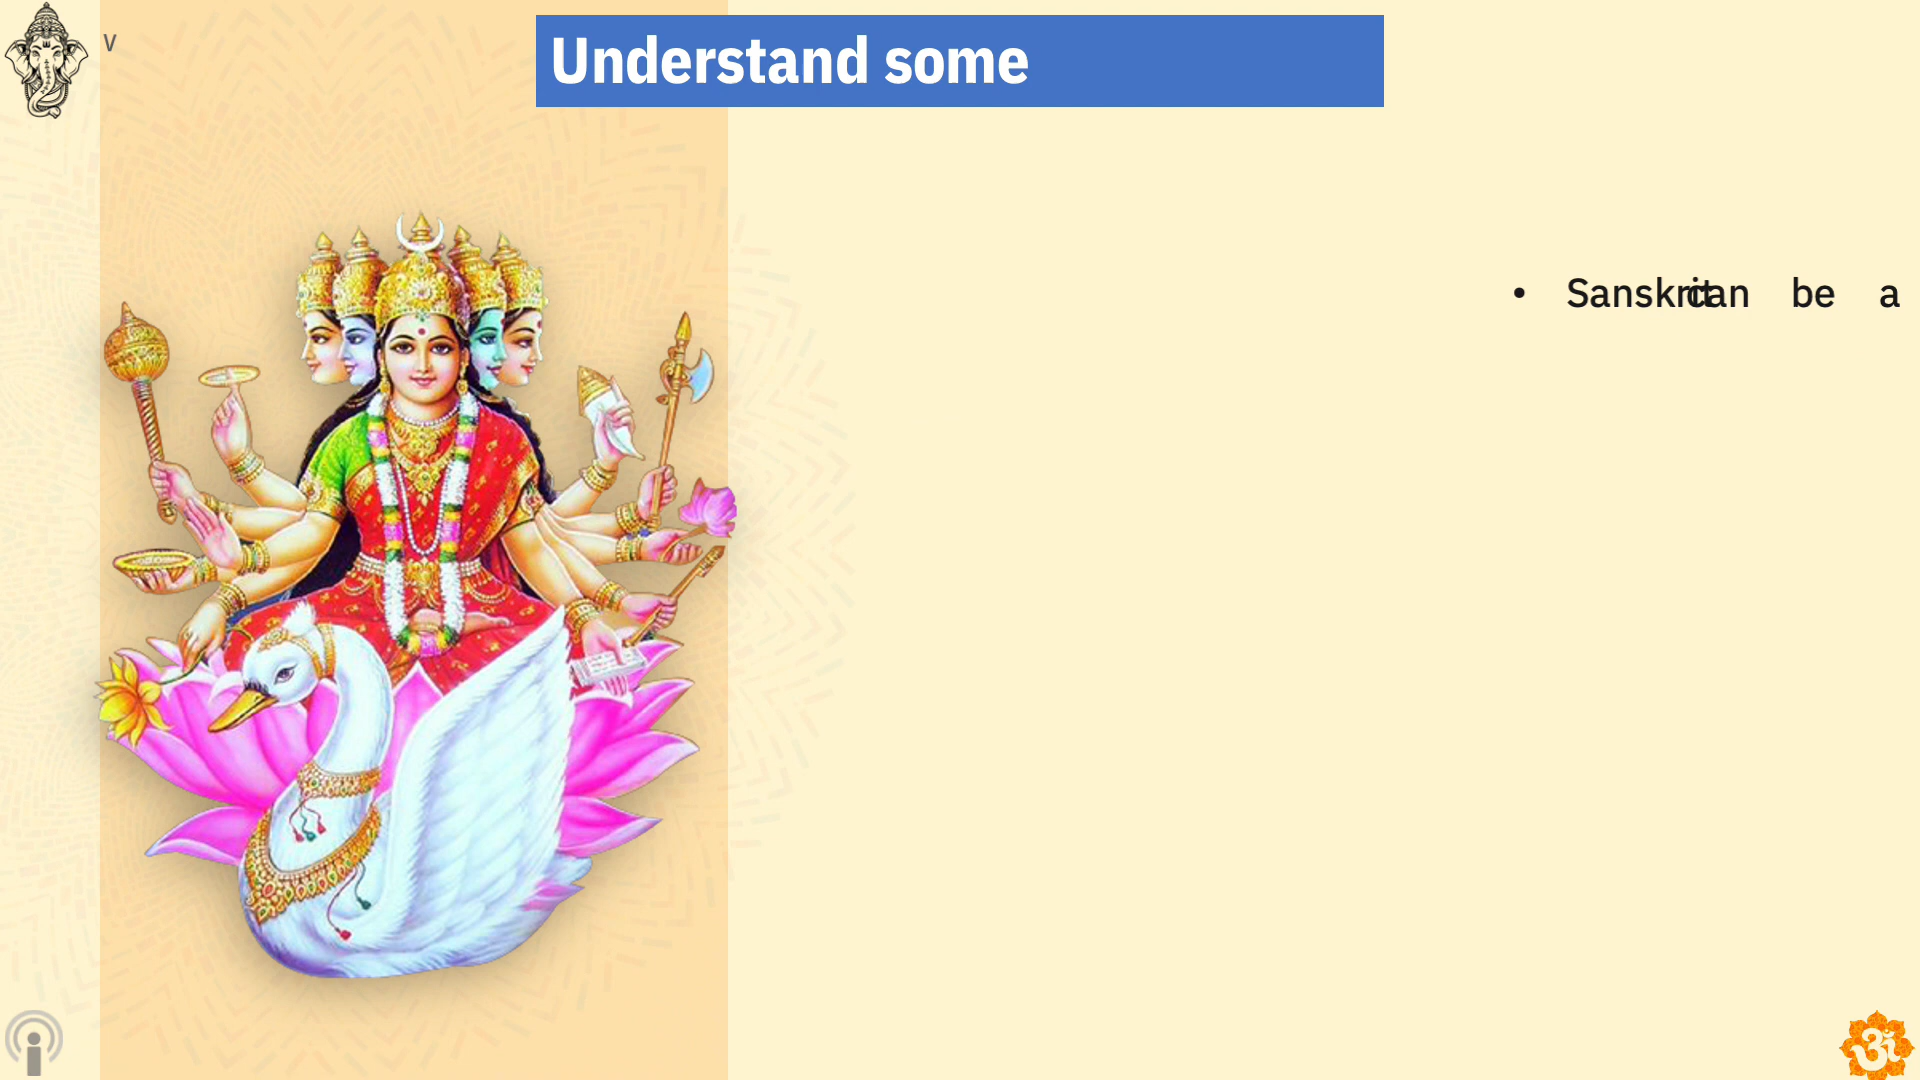 V
Understand some
• Sanskrit can be a